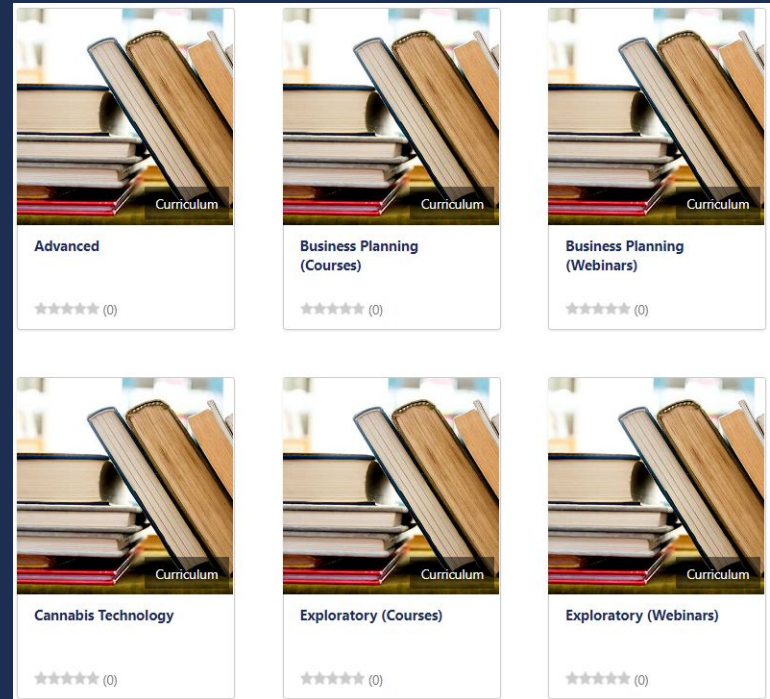 Curriculum
Advanced
(0)
Curriculum
Business Planning
(Courses)
(0)
Curriculum
Business Planning
(Webinars)
(0)
Curriculum
Cannabis Technology
(0)
Curriculum
Exploratory (Courses)
(0)
Curriculum
Exploratory (Webinars)
(0)